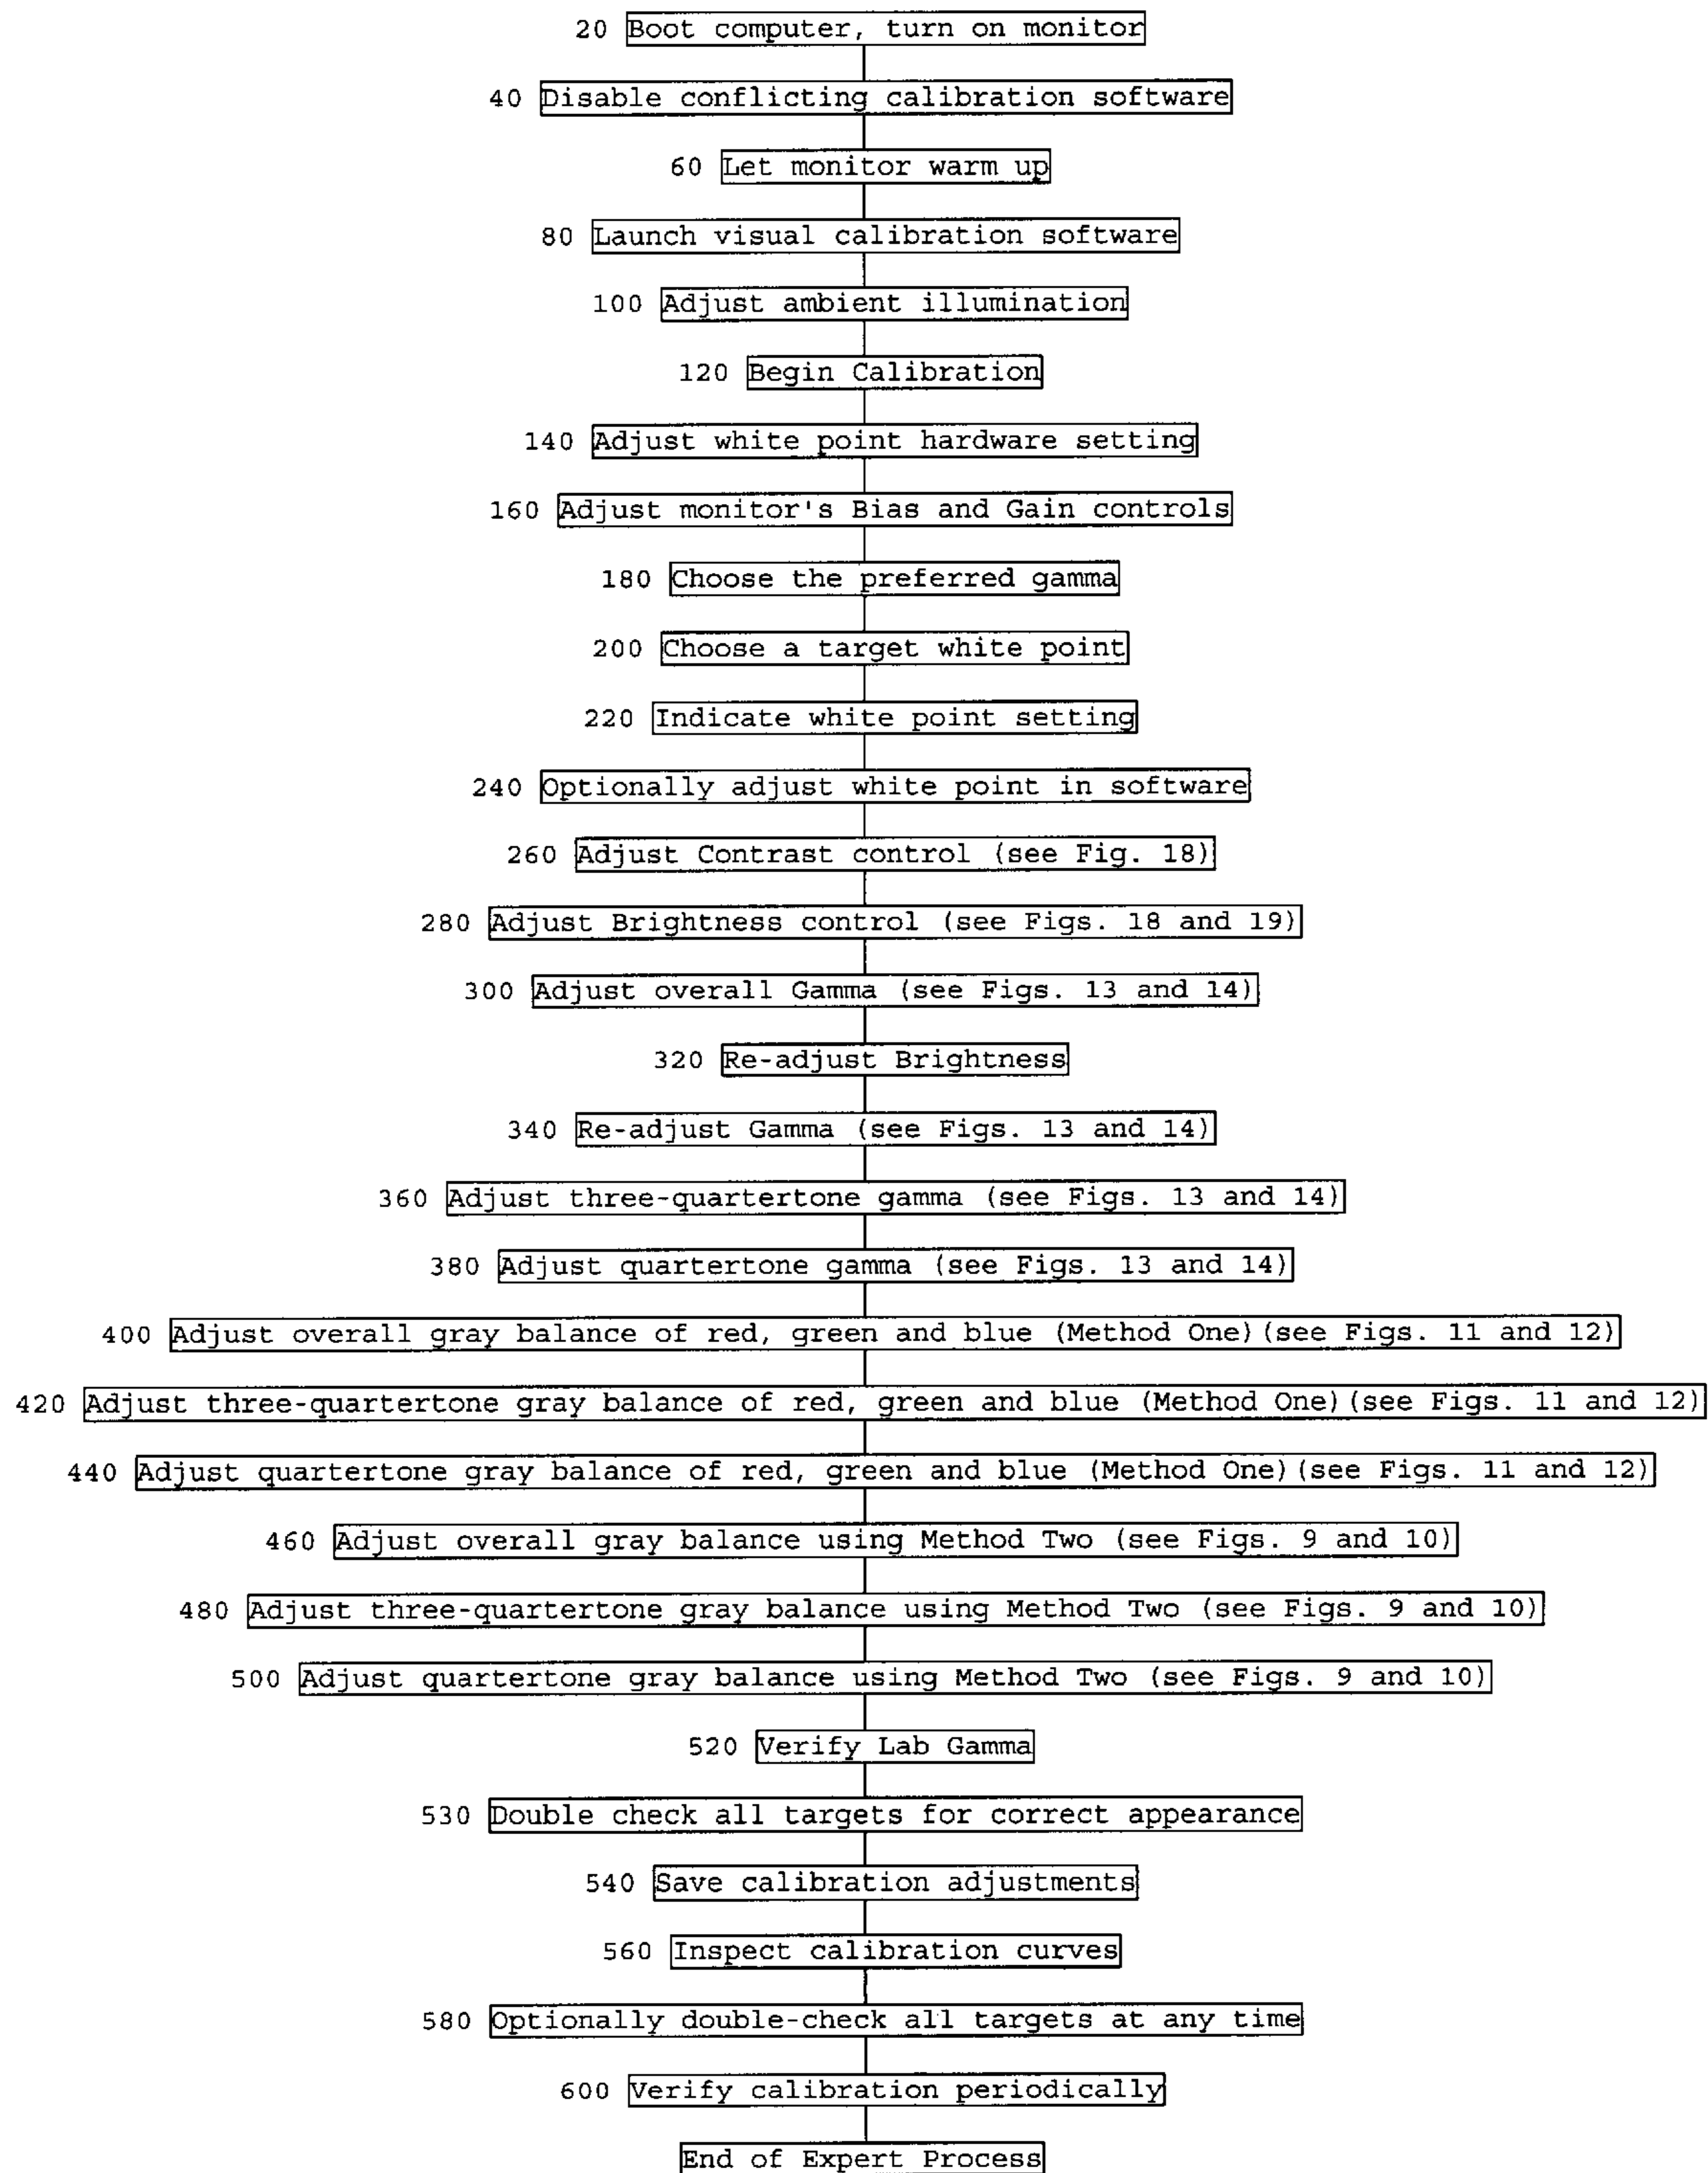 20 Boot computer, turn on monitor
40 Disable conflicting calibration software
60 Let monitor warm up
80 Launch visual calibration software
100 Adjust ambient illumination
120 Begin Calibration
140 Adjust white point hardware setting
160 Adjust monitor's Bias and Gain controls
180 Choose the preferred gamma
200 Choose a target white point
220 Indicate white point setting
240 Optionally adjust white point in software
260 Adjust Contrast control (see Fig. 18)
280 Adjust Brightness control (see Figs. 18 and 19)
300 Adjust overall Gamma (see Figs. 13 and 14)
320 Re-adjust Brightness
340 Re-adjust Gamma (see Figs. 13 and 14)
360 Adjust three-quartertone gamma (see Figs. 13 and 14)
380 Adjust quartertone gamma (see Figs. 13 and 14)
400 Adjust overall gray balance of red, green and blue (Method One) (see Figs. 11 and 12)
420 Adjust three-quartertone gray balance of red, green and blue (Method One) (see Figs. 11 and 12)
440 Adjust quartertone gray balance of red, green and blue (Method One) (see Figs. 11 and 12)
460 Adjust overall gray balance using Method Two (see Figs. 9 and 10)
480 Adjust three-quartertone gray balance using Method Two (see Figs. 9 and 10)
500 Adjust quartertone gray balance using Method Two (see Figs. 9 and 10)
520 Verify Lab Gamma
530 Double check all targets for correct appearance
540 Save calibration adjustments
560 Inspect calibration curves
580 Optionally double-check all targets at any time
600 Verify calibration periodically
End of Expert Process